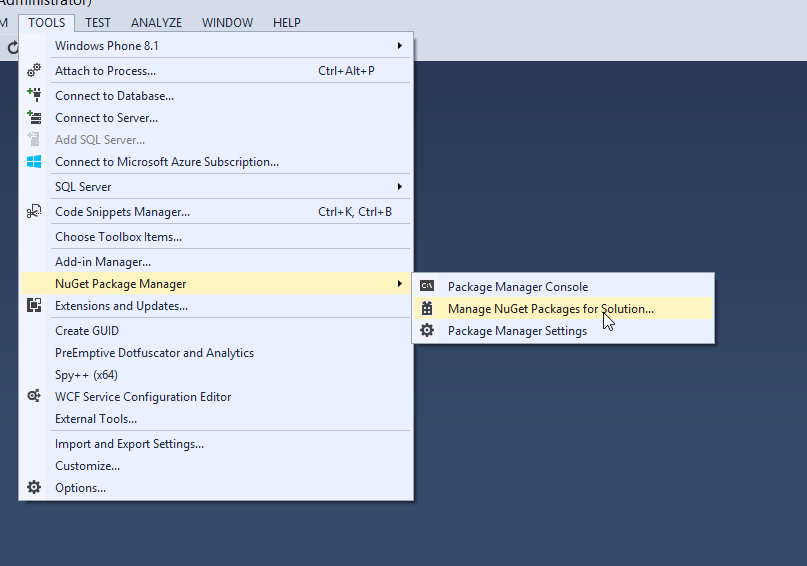 Administrator)
M TOOLS TEST ANALYZE WINDOW HELP
Windows Phone 8.1
Attach to Process... Ctrl+Alt+P
Connect to Database...
Connect to Server...
Add SQL Server...
Connect to Microsoft Azure Subscription...
SQL Server
Code Snippets Manager... Ctrl+K, Ctrl+B
Choose Toolbox Items...
Add-in Manager...
NuGet Package Manager
Extensions and Updates...
Create GUID
PreEmptive Dotfuscator and Analytics
Spy++ (x64)
WCF Service Configuration Editor
External Tools...
Import and Export Settings...
Customize...
Options...
C:\
Package Manager Console
Manage NuGet Packages for Solution...
Package Manager Settings